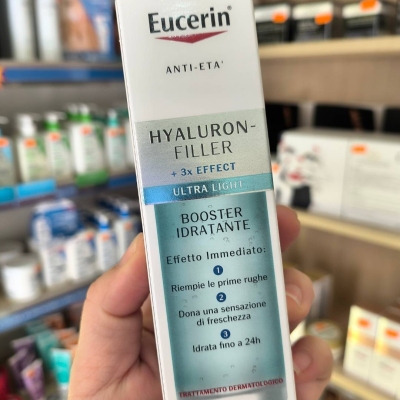 Eucerin®
ANTI-ETA'
HYALURON-
FILLER
+ 3x EFFECT
ULTRA LIGHT
BOOSTER
IDRATANTE
Effetto Immediato:
1
Riempie le prime rughe
2
Dona una sensazione
di freschezza
3
Idrata fino a 24h
TRATTAMENTO DERMATOLOGICO